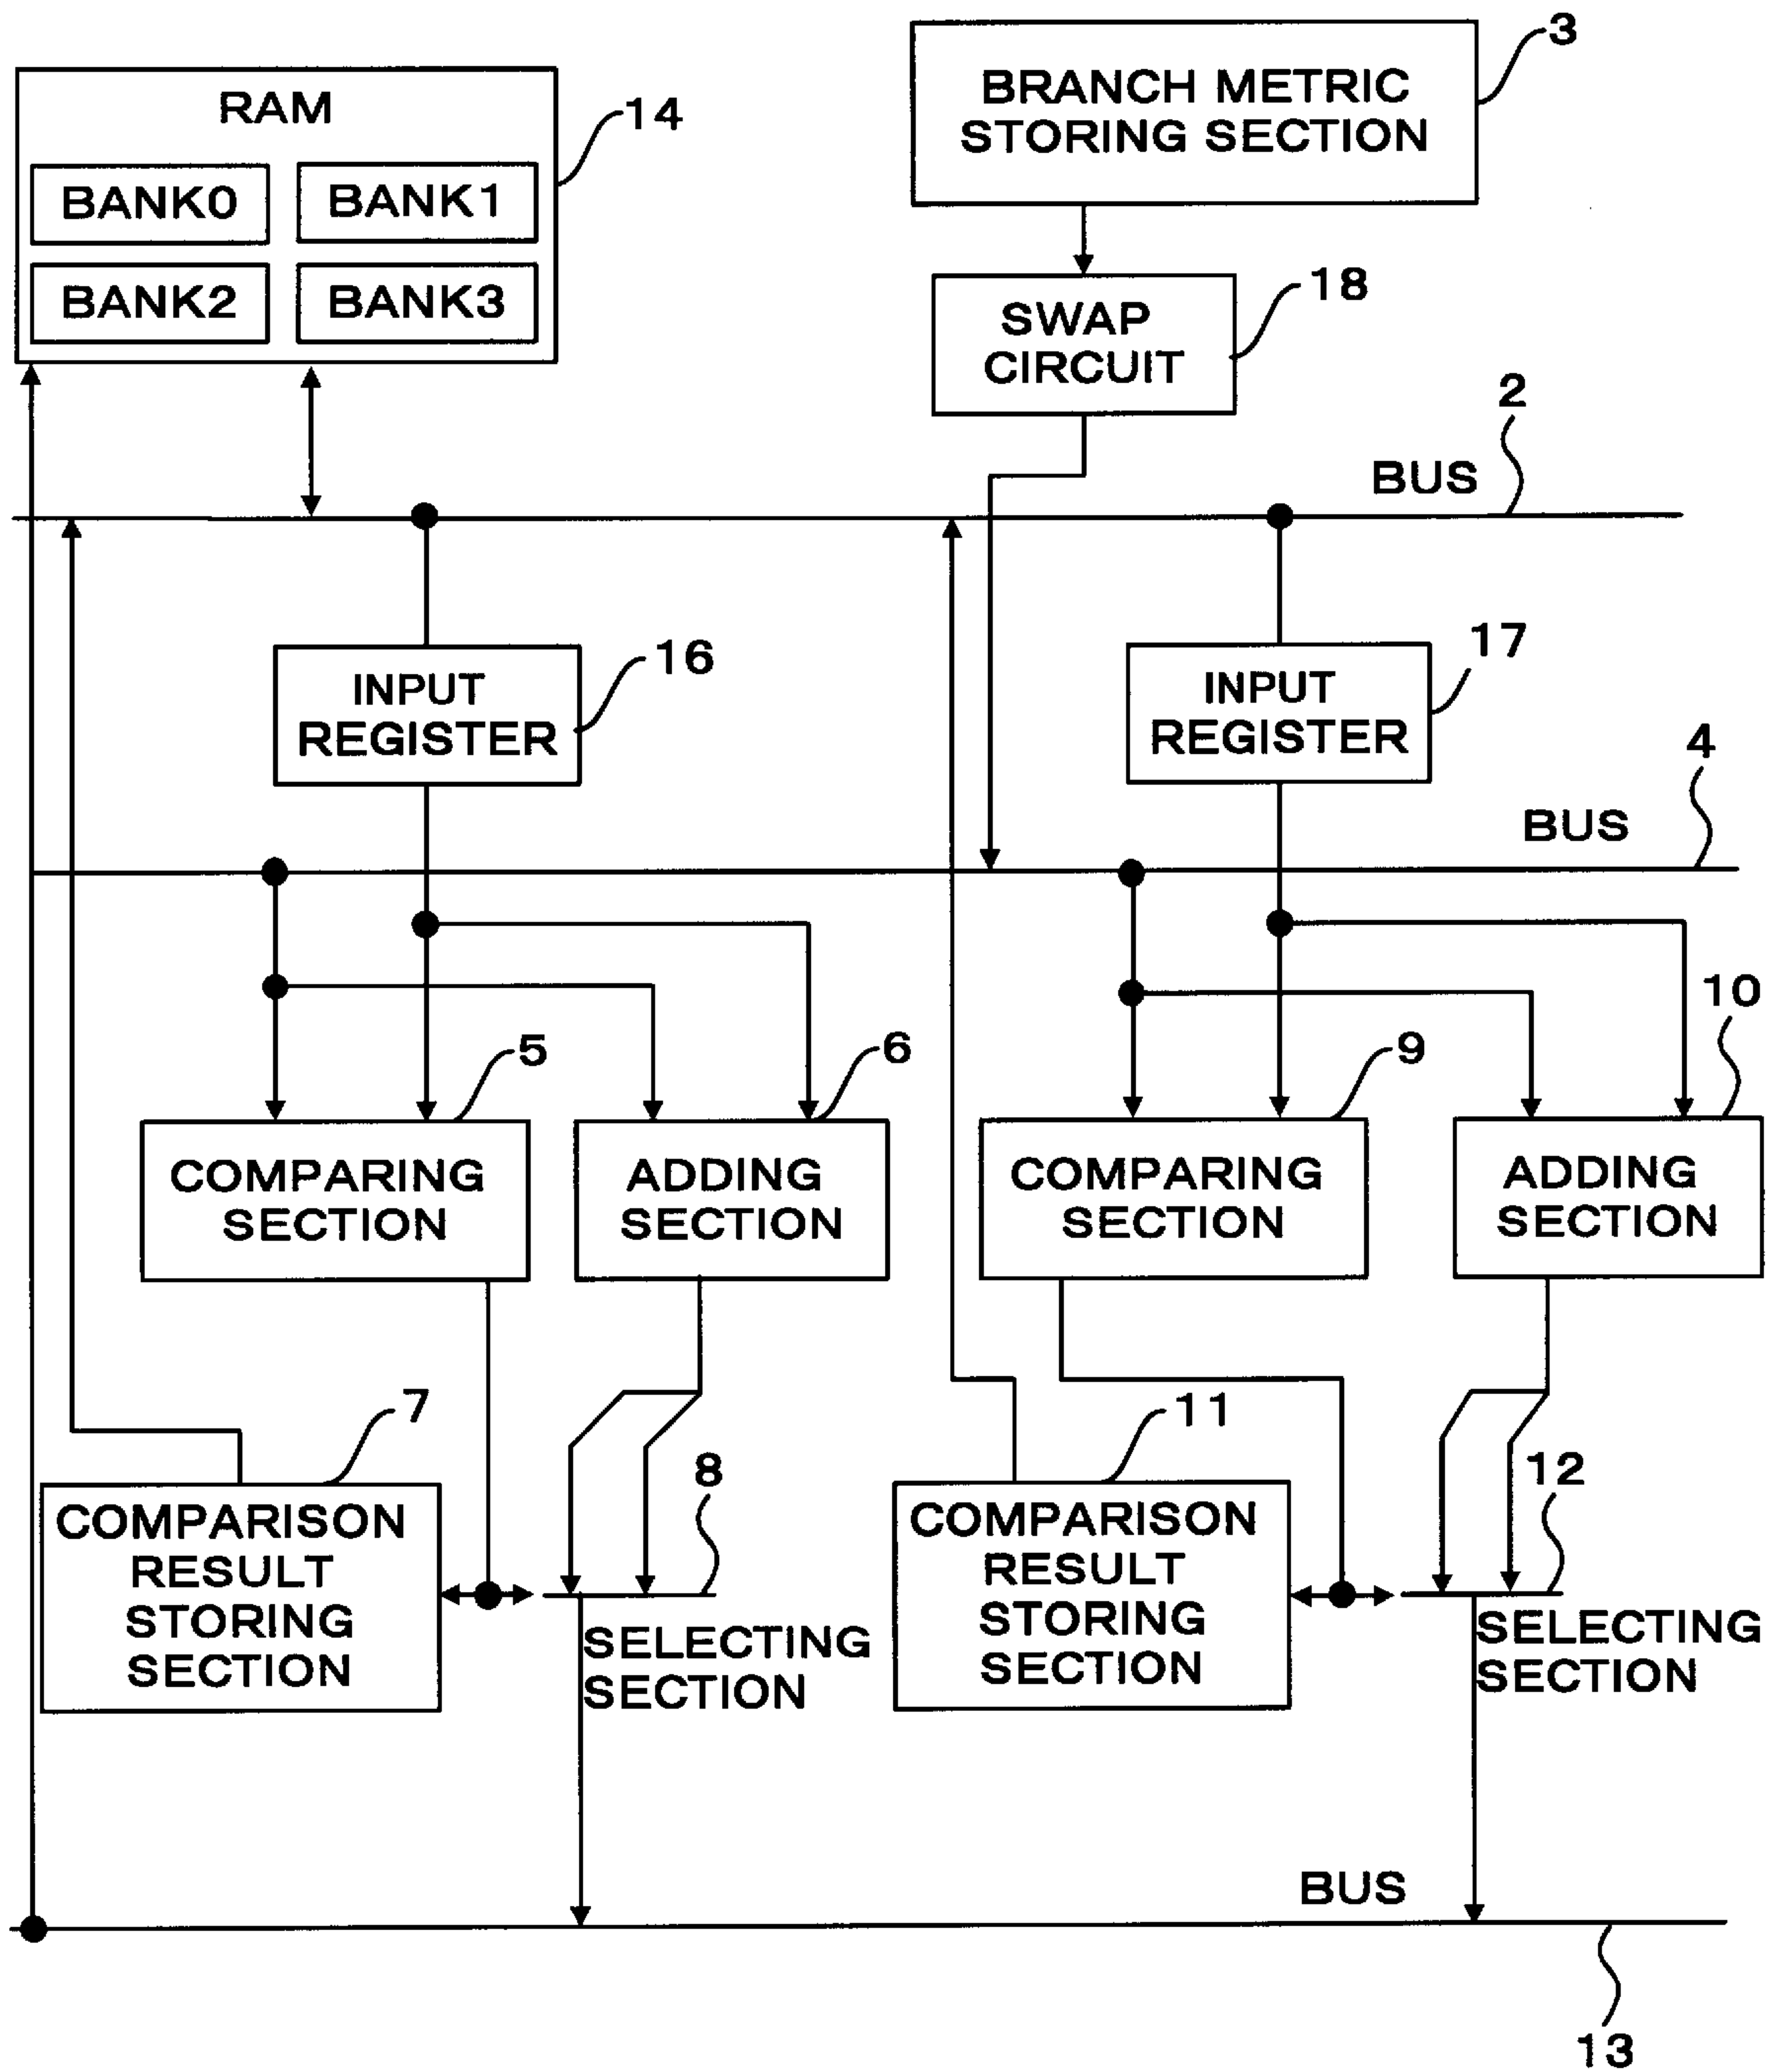 3
BRANCH METRIC
STORING SECTION
RAM
14
BANK0
BANK1
BANK2
BANK3
18
SWAP
CIRCUIT
2
BUS
16
INPUT
REGISTER
17
INPUT
REGISTER
4
BUS
5
6
9
10
COMPARING
SECTION
ADDING
SECTION
COMPARING
SECTION
ADDING
SECTION
7
8
11
12
COMPARISON
RESULT
STORING
SECTION
SELECTING
SECTION
COMPARISON
RESULT
STORING
SECTION
SELECTING
SECTION
BUS
13